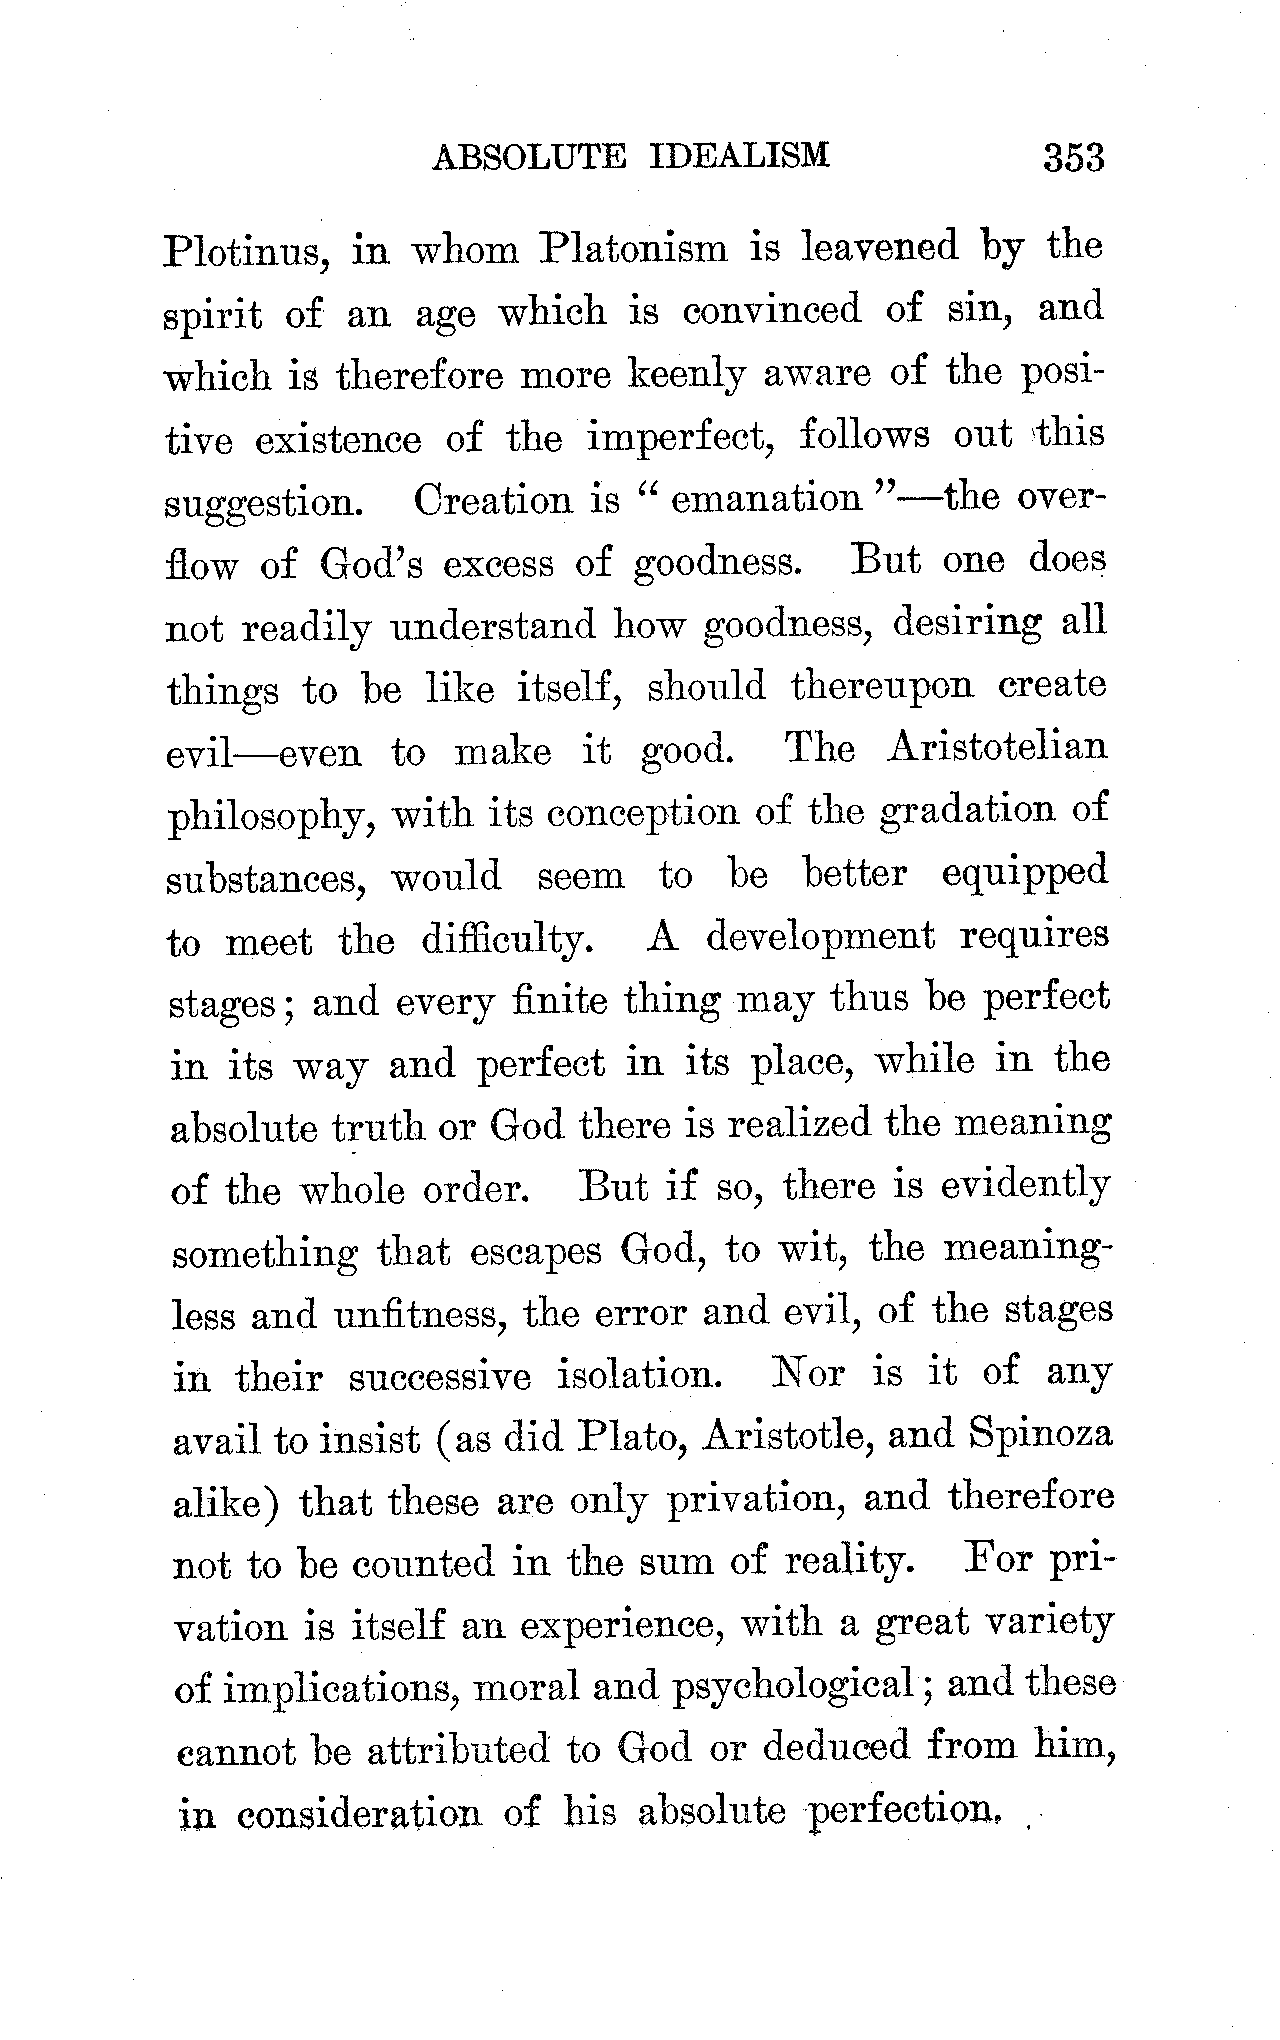 ABSOLUTE IDEALISM 353
Plotinus, in whom Platonism is leavened by the
spirit of an age which is convinced of sin, and
which is therefore more keenly aware of the posi-
tive existence of the imperfect, follows out this
suggestion. Creation is “ emanation ”—the over-
flow of God’s excess of goodness. But one does
not readily understand how goodness, desiring all
things to be like itself, should thereupon create
evil—even to make it good. The Aristotelian
philosophy, with its conception of the gradation of
substances, would seem to be better equipped
to meet the difficulty. A development requires
stages; and every finite thing may thus be perfect
in its way and perfect in its place, while in the
absolute truth or God there is realized the meaning
of the whole order. But if so, there is evidently
something that escapes God, to wit, the meaning-
less and unfitness, the error and evil, of the stages
in their successive isolation. Nor is it of any
avail to insist (as did Plato, Aristotle, and Spinoza
alike) that these are only privation, and therefore
not to be counted in the sum of reality. For pri-
vation is itself an experience, with a great variety
of implications, moral and psychological; and these
cannot be attributed to God or deduced from him,
in consideration of his absolute perfection.